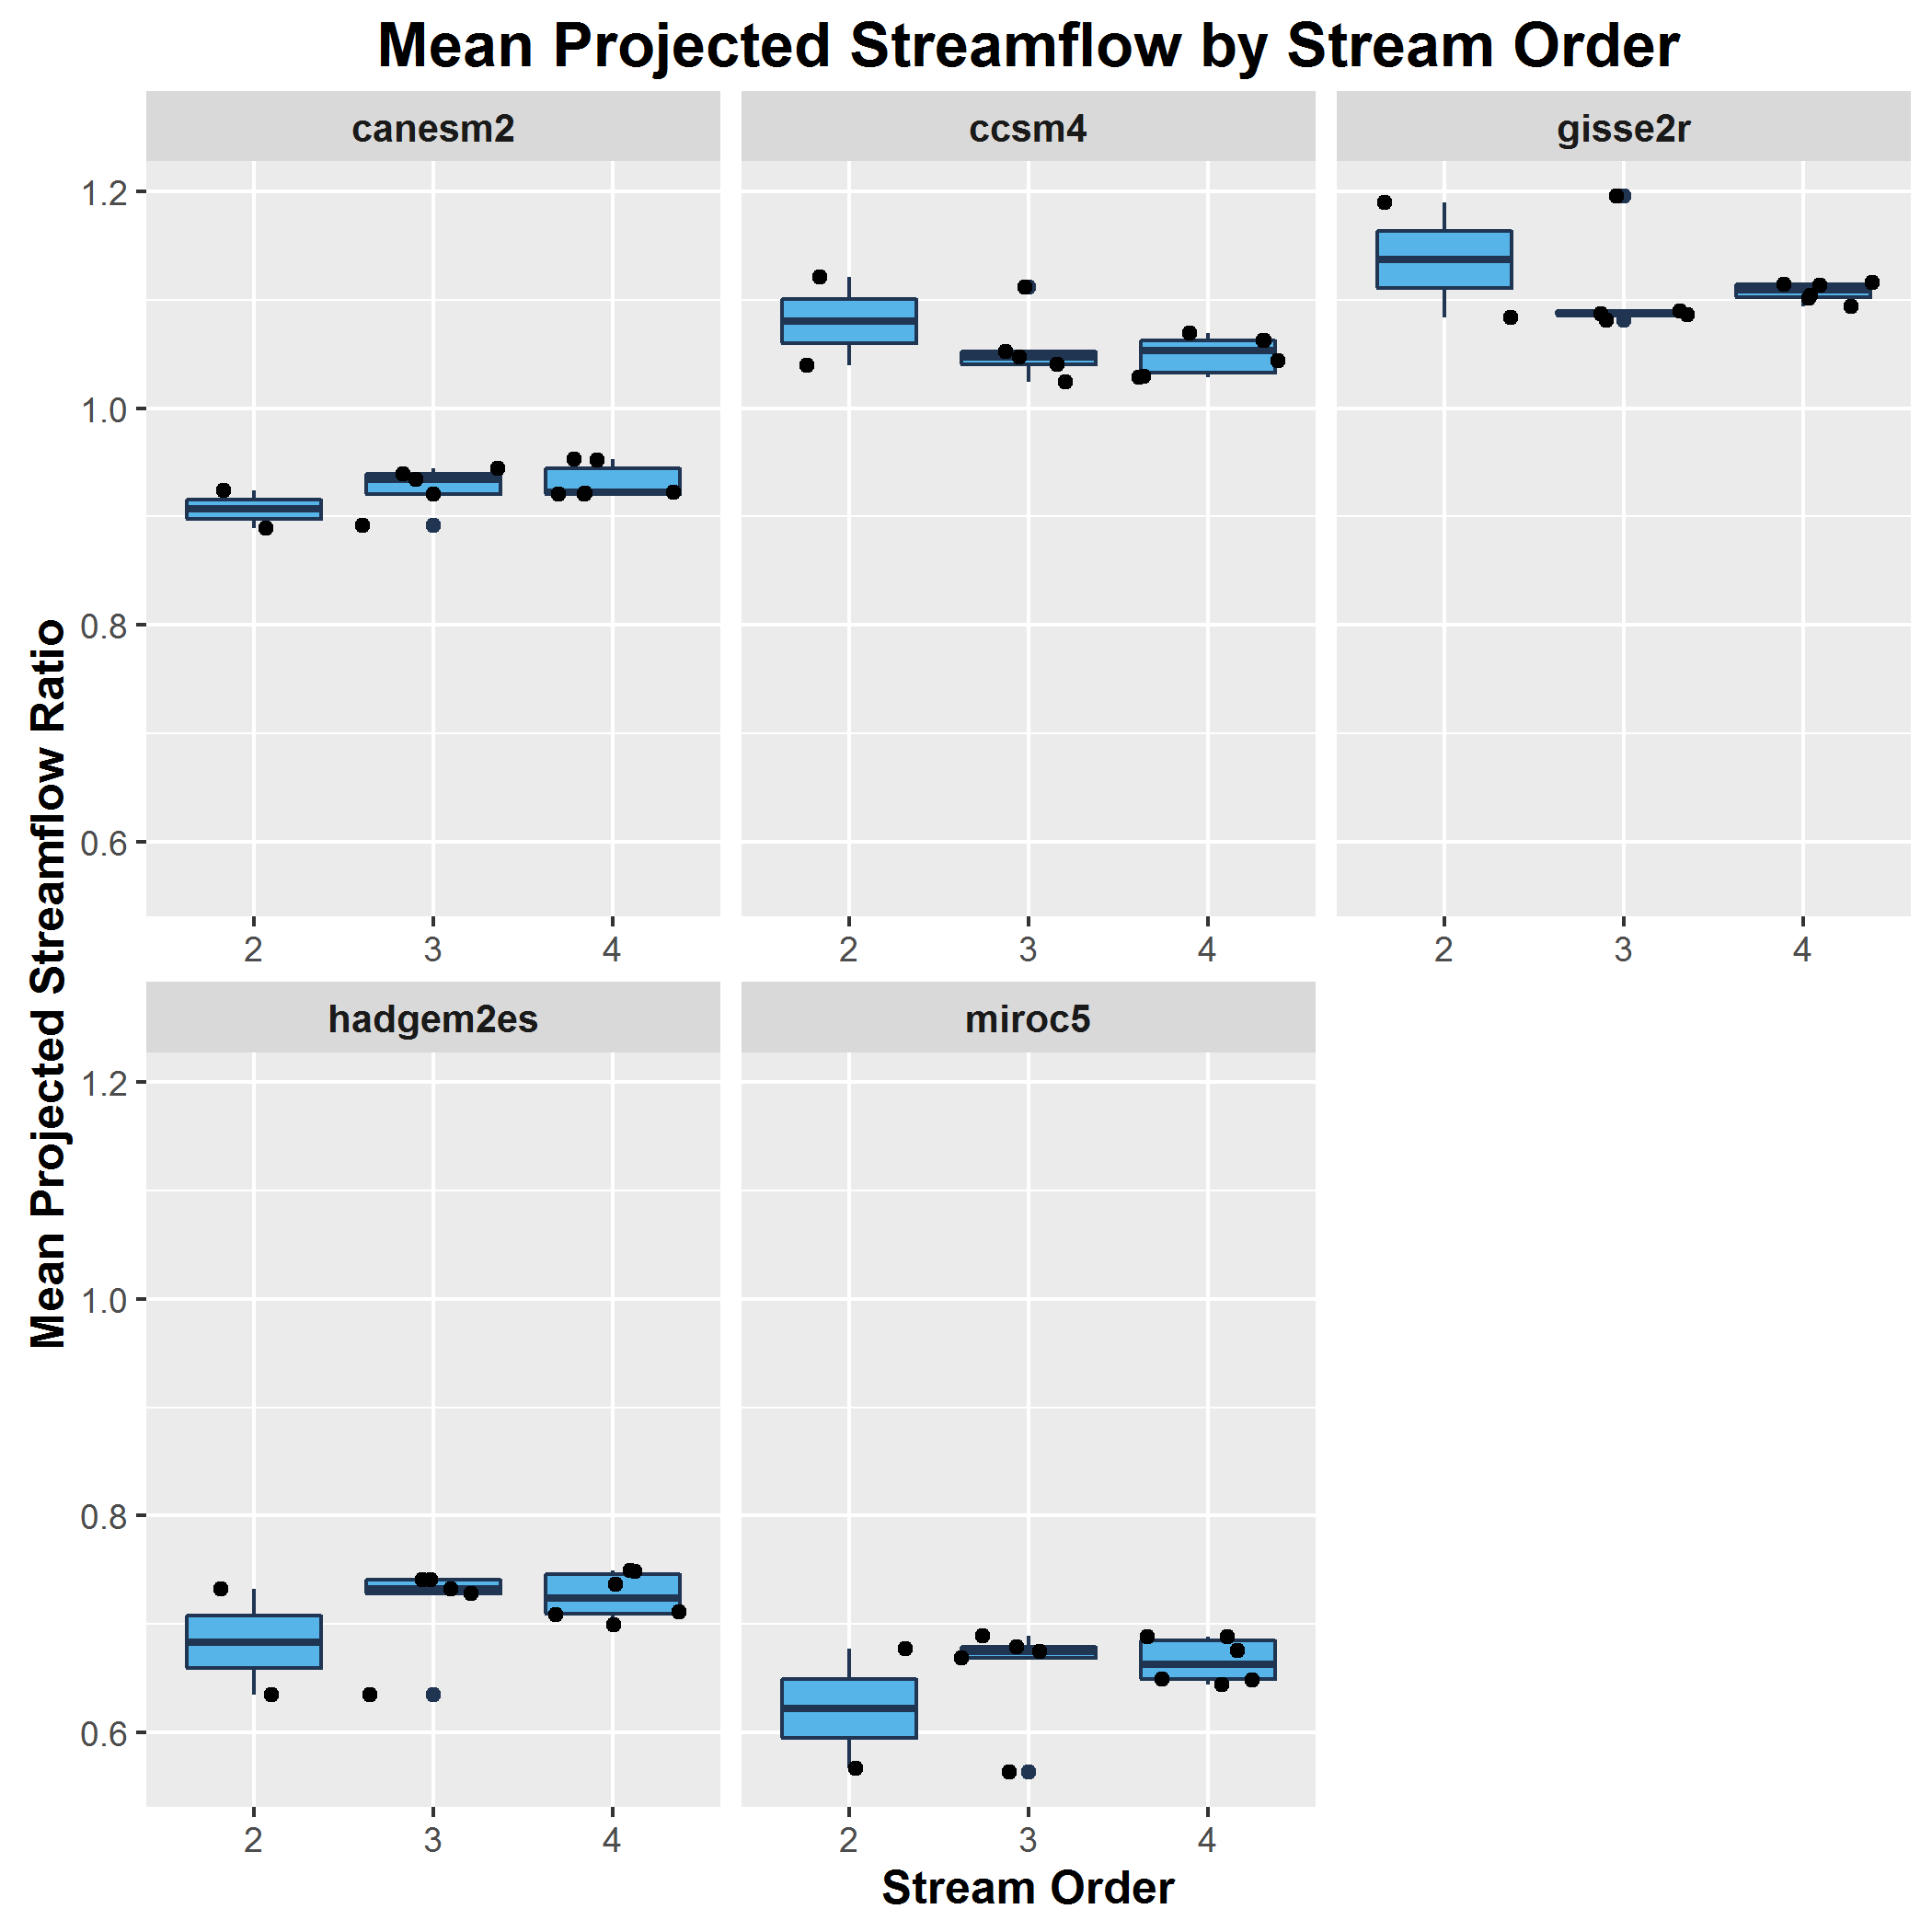 Mean Projected Streamflow by Stream Order
canesm2
ccsm4
gisse2r
1.2
1.0
0.8
0.6
2 3 4
2 3 4
2 3 4
Mean Projected Streamflow Ratio
hadgem2es
miroc5
1.2
1.0
0.8
0.6
2 3 4
2 3 4
Stream Order